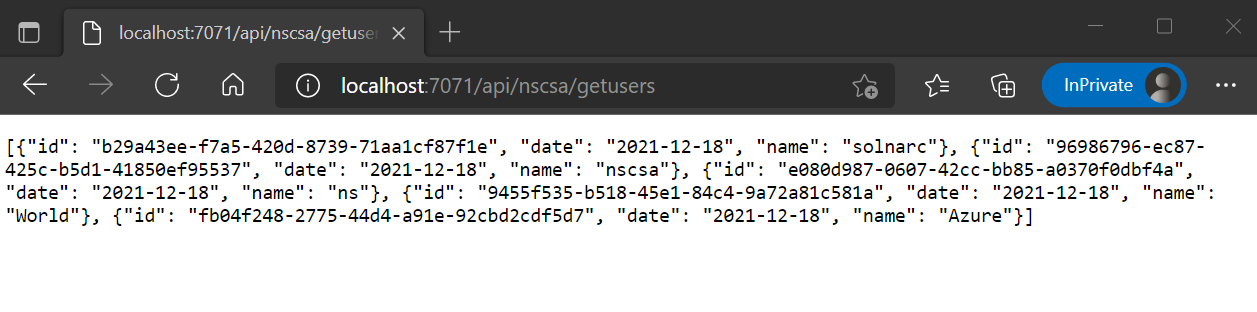 localhost:7071/api/nscsa/getuser
localhost:7071/api/nscsa/getusers
InPrivate
[{"id": "b29a43ee-f7a5-420d-8739-71aa1cf87f1e", "date": "2021-12-18", "name": "solnarc"}, {"id": "96986796-ec87-
425c-b5d1-41850ef95537", "date": "2021-12-18", "name": "nscsa"}, {"id": "e080d987-0607-42cc-bb85-a0370f0dbf4a",
"date": "2021-12-18", "name": "ns"}, {"id": "9455f535-b518-45e1-84c4-9a72a81c581a", "date": "2021-12-18", "name":
"World"}, {"id": "fb04f248-2775-44d4-a91e-92cbd2cdf5d7", "date": "2021-12-18", "name": "Azure"}]